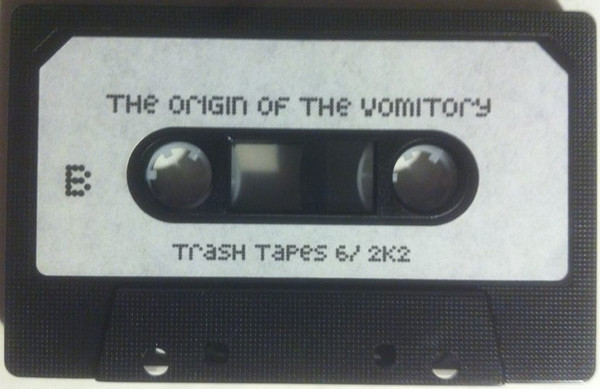 THe OrIGIN OF THe VOMITOrY
B
TrasH Tapes 6/ 2K2